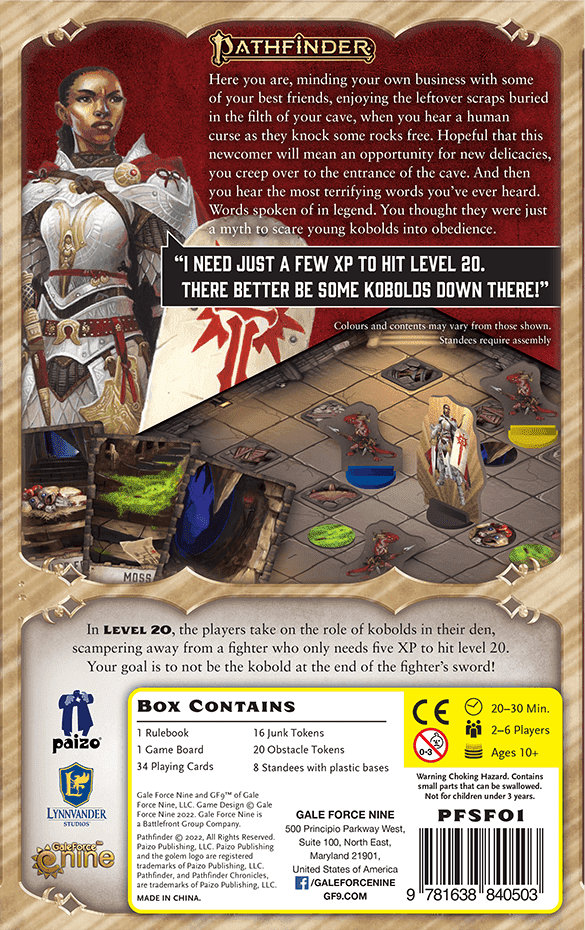 PATHFINDER
Here you are, minding your own business with some
of your best friends, enjoying the leftover scraps buried
in the filth of your cave, when you hear a human
curse as they knock some rocks free. Hopeful that this
newcomer will mean an opportunity for new delicacies,
you creep over to the entrance of the cave. And then
you hear the most terrifying words you've ever heard.
Words spoken of in legend. You thought they were just
a myth to scare young kobolds into obedience.
"I NEED JUST A FEW XP TO HIT LEVEL 20.
THERE BETTER BE SOME KOBOLDS DOWN THERE!"
Colours and contents may vary from those shown.
Standees require assembly
MOSS
In LEVEL 20, the players take on the role of kobolds in their den,
scampering away from a fighter who only needs five XP to hit level 20.
Your goal is to not be the kobold at the end of the fighter's sword!
paizo
LYNNVANDER
STUDIOS
GaleForce
nine
BOX CONTAINS
1 Rulebook
1 Game Board
34 Playing Cards
16 Junk Tokens
20 Obstacle Tokens
8 Standees with plastic bases
Gale Force Nine and GF9™ of Gale
Force Nine, LLC. Game Design © Gale
Force Nine 2022. Gale Force Nine is
a Battlefront Group Company.
Pathfinder © 2022, All Rights Reserved.
Paizo Publishing, LLC. Paizo Publishing
and the golem logo are registered
trademarks of Paizo Publishing, LLC.
Pathfinder, and Pathfinder Chronicles,
are trademarks of Paizo Publishing, LLC.
MADE IN CHINA.
GALE FORCE NINE
500 Principio Parkway West,
Suite 100, North East,
Maryland 21901,
United States of America
/GALEFORCENINE
GF9.COM
CE
0-3
20–30 Min.
2–6 Players
Ages 10+
Warning Choking Hazard. Contains
small parts that can be swallowed.
Not for children under 3 years.
PFSF01
9 781638 840503